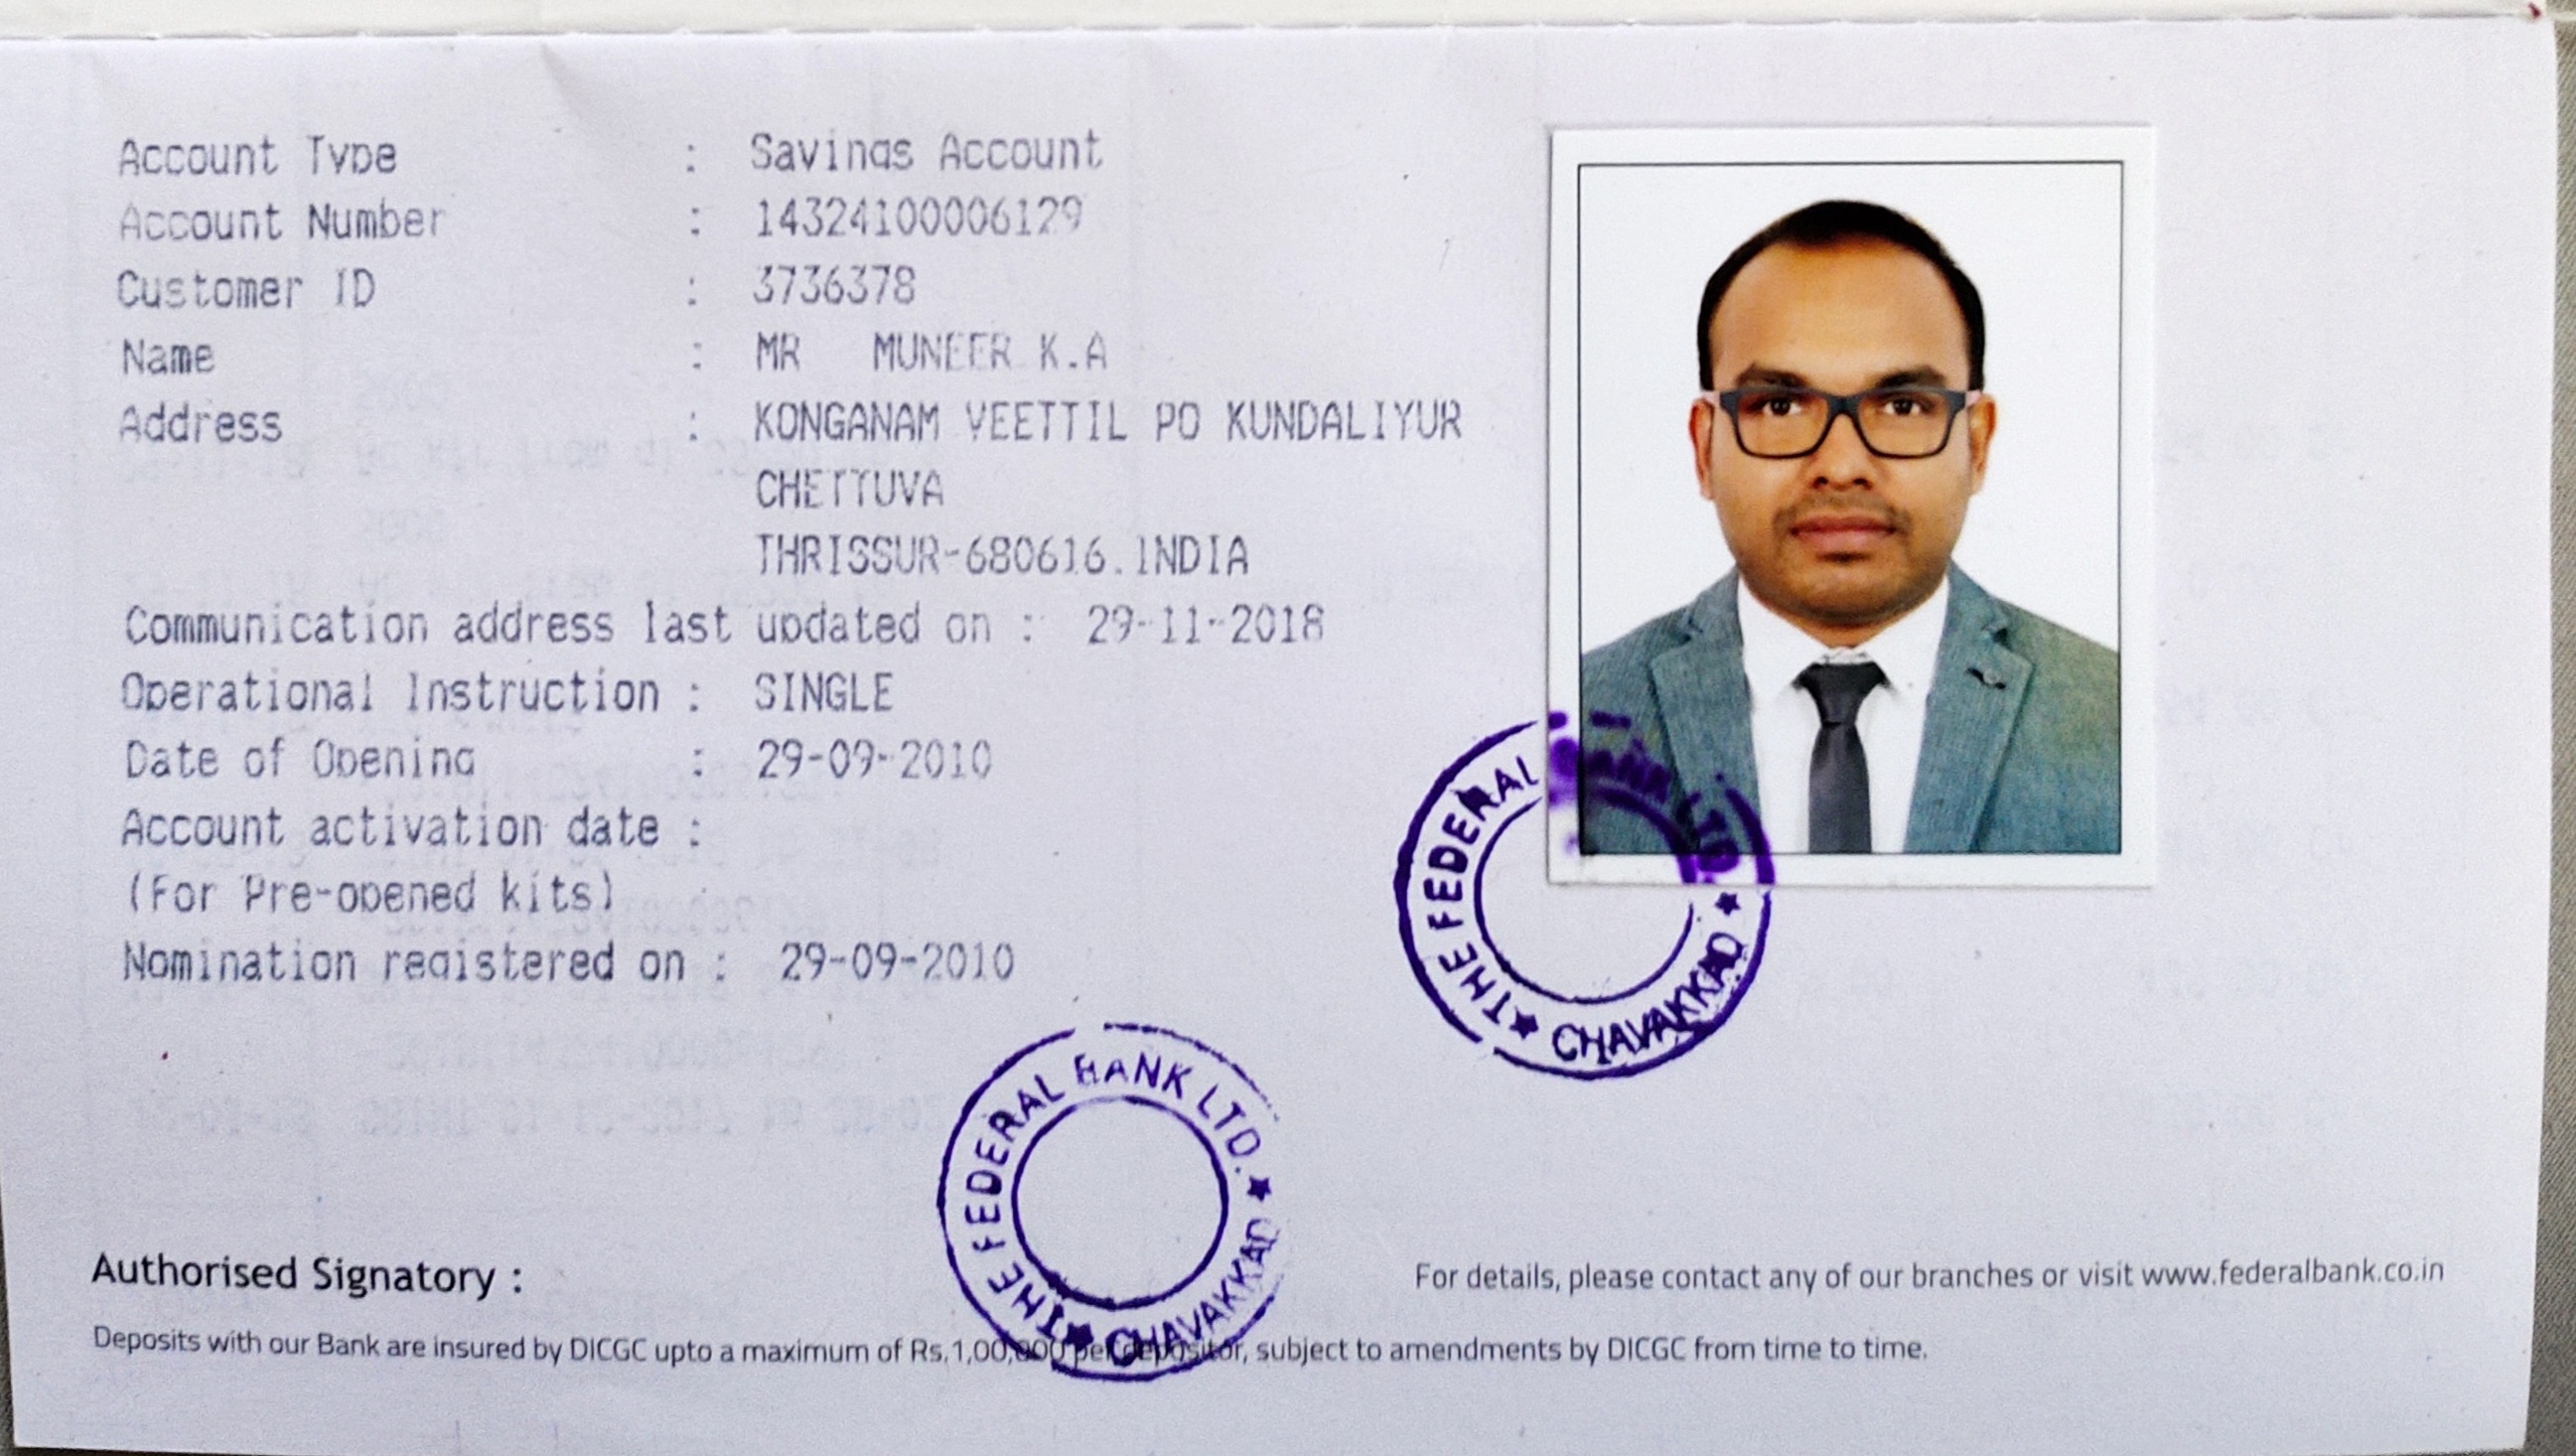 Account Type : Savings Account
Account Number : 14324100006129
Customer ID : 3736378
Name : MR MUNEER K.A
Address : KONGANAM VEETTIL PO KUNDALIYUR
CHETTUVA
THRISSUR-680616.INDIA
Communication address last updated on : 29-11-2018
Operational Instruction : SINGLE
Date of Opening : 29-09-2010
Account activation date :
(For Pre-opened kits)
Nomination registered on : 29-09-2010
THE FEDERAL BANK LTD. ★ CHAVAKKAD ★
THE FEDERAL BANK LTD. ★ CHAVAKKAD ★
Authorised Signatory :
For details, please contact any of our branches or visit www.federalbank.co.in
Deposits with our Bank are insured by DICGC upto a maximum of Rs.1,00,000 per depositor, subject to amendments by DICGC from time to time.